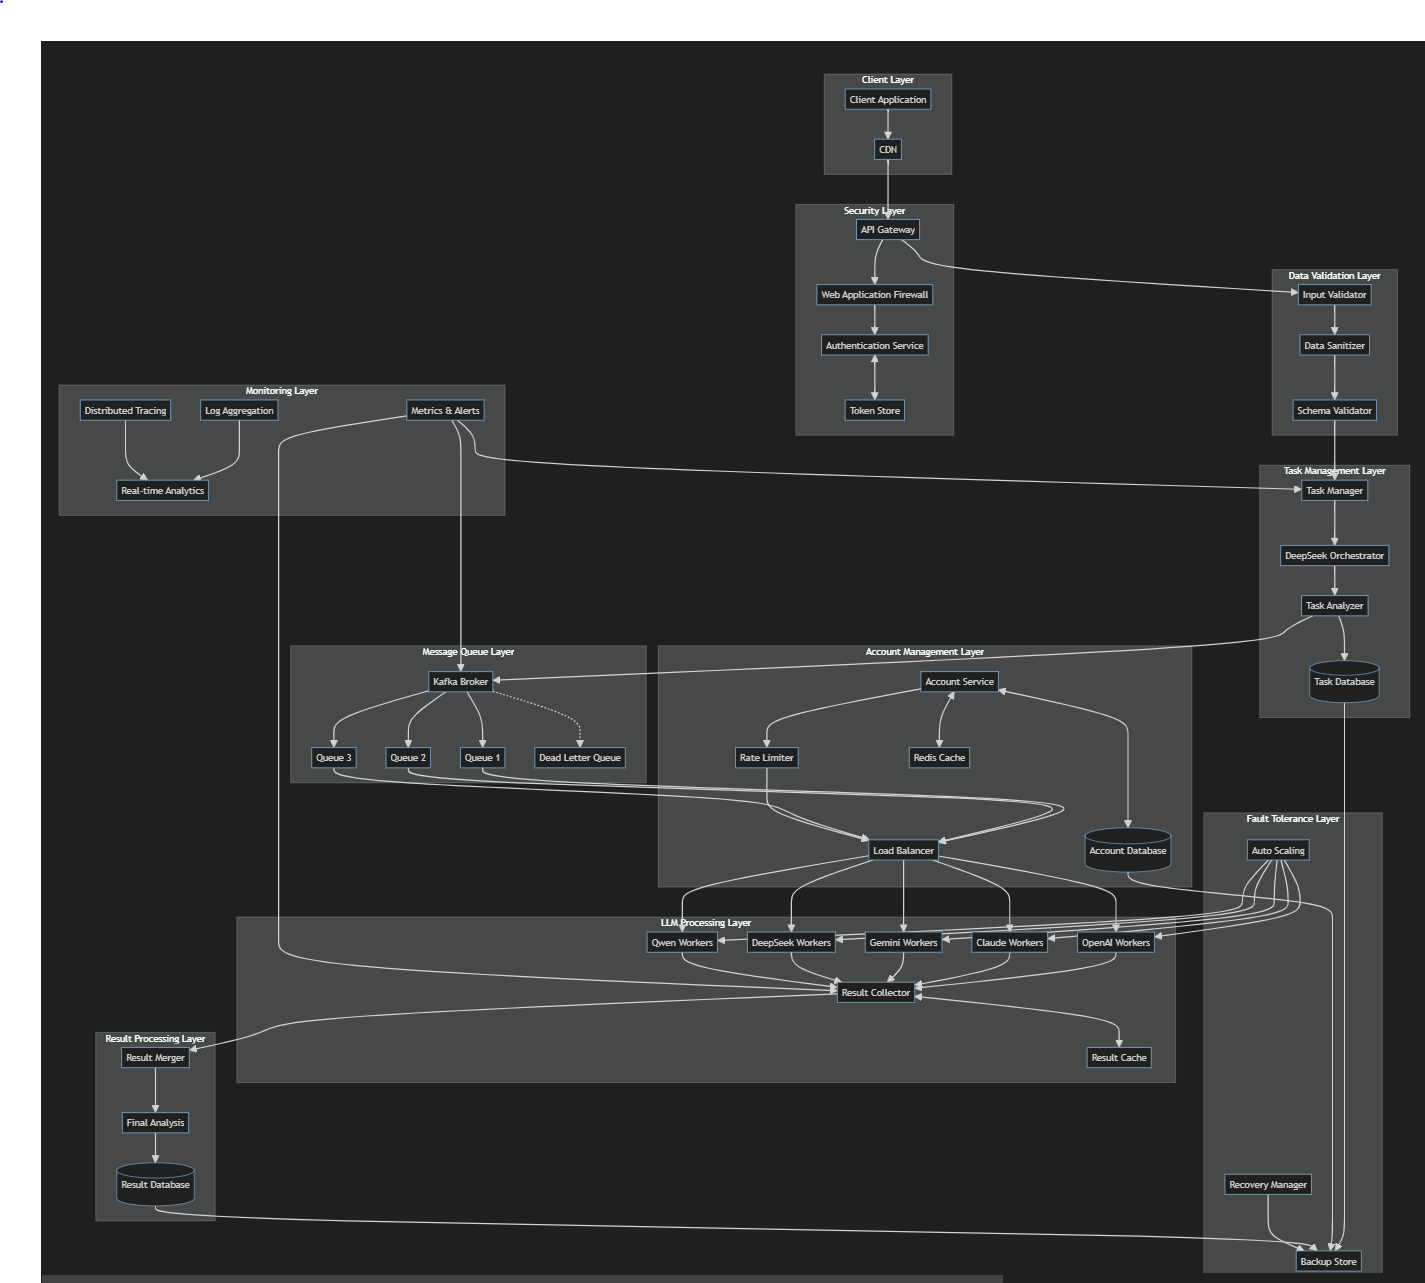 Client Layer
Client Application
CDN
Security Layer
API Gateway
Data Validation Layer
Web Application Firewall
Input Validator
Authentication Service
Data Sanitizer
Monitoring Layer
Distributed Tracing
Log Aggregation
Metrics & Alerts
Token Store
Schema Validator
Task Management Layer
Real-time Analytics
Task Manager
DeepSeek Orchestrator
Task Analyzer
Message Queue Layer
Account Management Layer
Kafka Broker
Account Service
Task Database
Queue 3
Queue 2
Queue 1
Dead Letter Queue
Rate Limiter
Redis Cache
Fault Tolerance Layer
Load Balancer
Account Database
Auto Scaling
LLM Processing Layer
Qwen Workers
DeepSeek Workers
Gemini Workers
Claude Workers
OpenAI Workers
Result Collector
Result Processing Layer
Result Merger
Result Cache
Final Analysis
Result Database
Recovery Manager
Backup Store